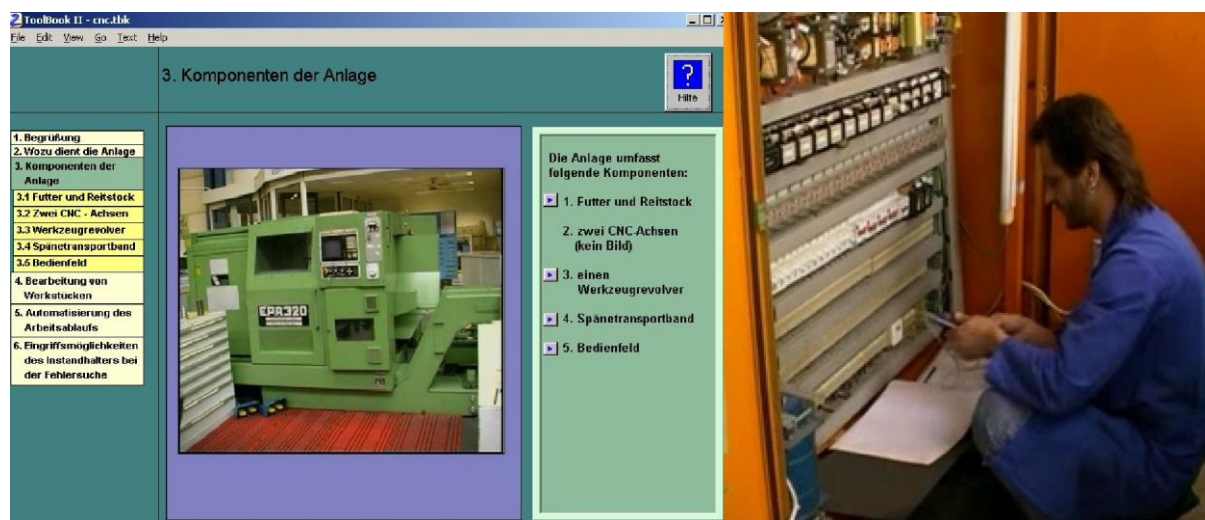 ToolBook II - cnc.tbk
File Edit View Go Text Help
3. Komponenten der Anlage
?
Hilfe
1. Begrüßung
2. Wozu dient die Anlage
3. Komponenten der
Anlage
3.1 Futter und Reitstock
3.2 Zwei CNC - Achsen
3.3 Werkzeugrevolver
3.4 Spänetransportband
3.5 Bedienfeld
4. Bearbeitung von
Werkstücken
5. Automatisierung des
Arbeitsablaufs
6. Eingriffsmöglichkeiten
des Instandhalters bei
der Fehlersuche
EPA320
Die Anlage umfasst
folgende Komponenten:
1. Futter und Reitstock
2. zwei CNC-Achsen
(kein Bild)
3. einen
Werkzeugrevolver
4. Spänetransportband
5. Bedienfeld